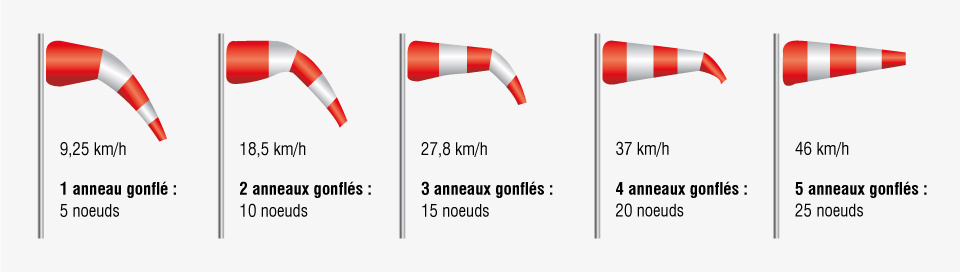 9,25 km/h
1 anneau gonflé :
5 noeuds
18,5 km/h
2 anneaux gonflés :
10 noeuds
27,8 km/h
3 anneaux gonflés :
15 noeuds
37 km/h
4 anneaux gonflés :
20 noeuds
46 km/h
5 anneaux gonflés :
25 noeuds